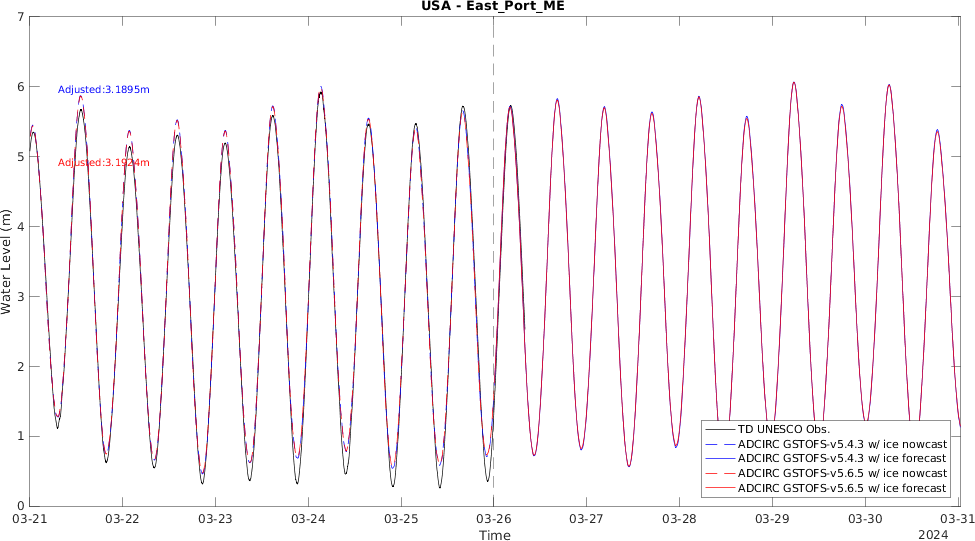 USA - East_Port_ME
7
6
5
4
3
2
1
0
Water Level (m)
Adjusted:3.1895m
Adjusted:3.1924m
TD UNESCO Obs.
ADCIRC GSTOFS-v5.4.3 w/ ice nowcast
ADCIRC GSTOFS-v5.4.3 w/ ice forecast
ADCIRC GSTOFS-v5.6.5 w/ ice nowcast
ADCIRC GSTOFS-v5.6.5 w/ ice forecast
03-21 03-22 03-23 03-24 03-25 03-26 03-27 03-28 03-29 03-30 03-31
Time
2024